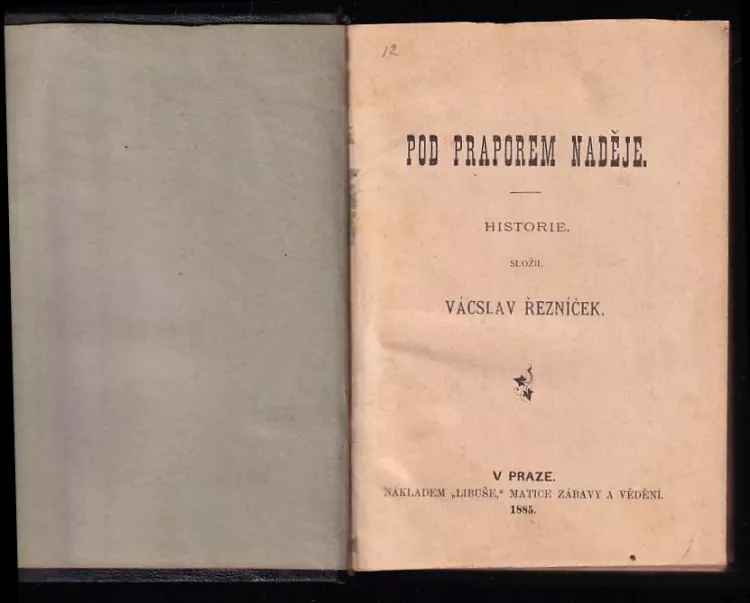 12
POD PRAPOREM NADĚJE.
HISTORIE.
SLOŽIL
VÁCSLAV ŘEZNÍČEK.
V PRAZE.
NÁKLADEM „LIBUŠE,“ MATICE ZÁBAVY A VĚDĚNÍ.
1885.